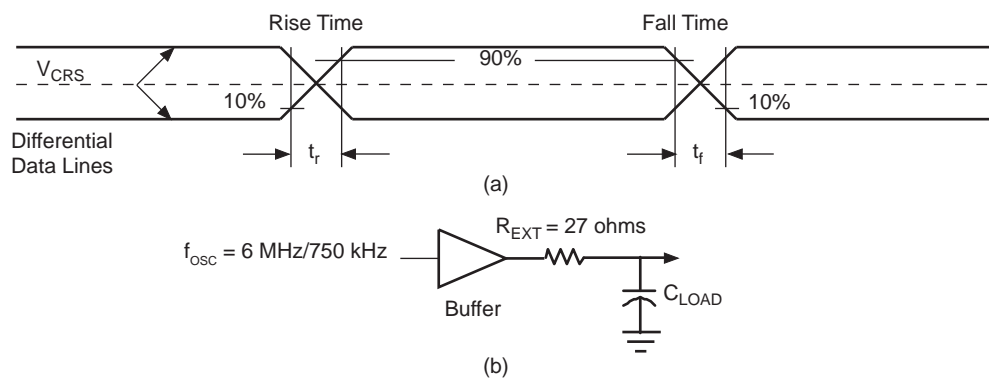 Rise Time
Fall Time
V_CRS
90%
10%
10%
Differential
Data Lines
t_r
t_f
(a)
R_EXT = 27 ohms
f_OSC = 6 MHz/750 kHz
C_LOAD
Buffer
(b)